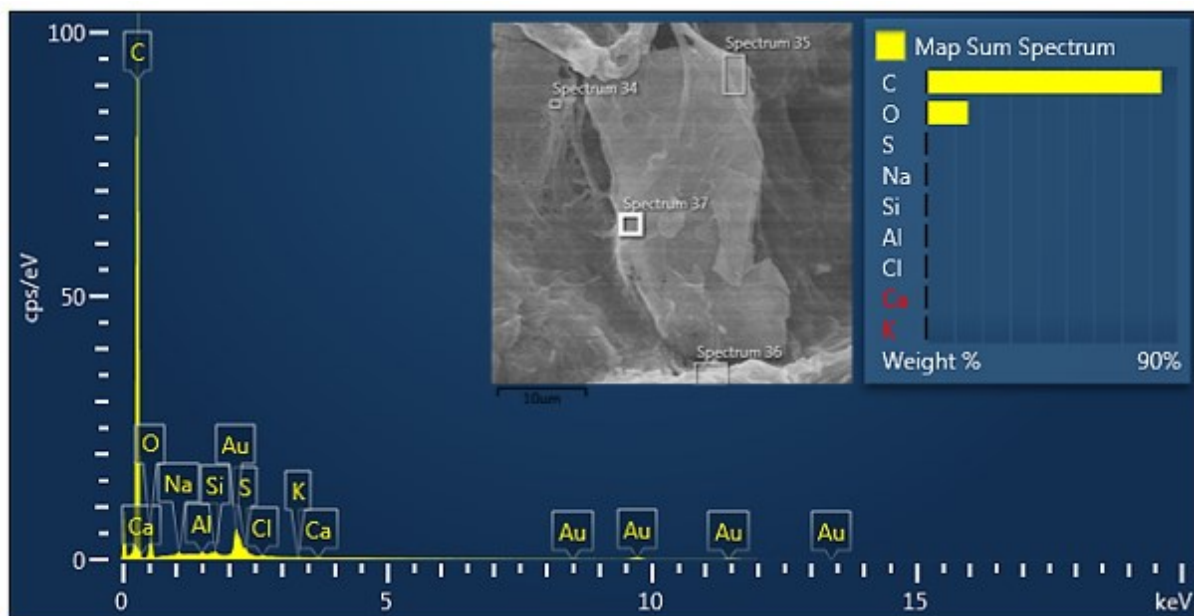 100
C
50
cps/eV
0
O
Au
Na
Si
S
K
Ca
Al
Cl
Ca
Au
Au
Au
Au
0
5
10
15
keV
Spectrum 35
Spectrum 34
Spectrum 37
Spectrum 36
10um
Map Sum Spectrum
C
O
S
Na
Si
Al
Cl
Ca
K
Weight %
90%